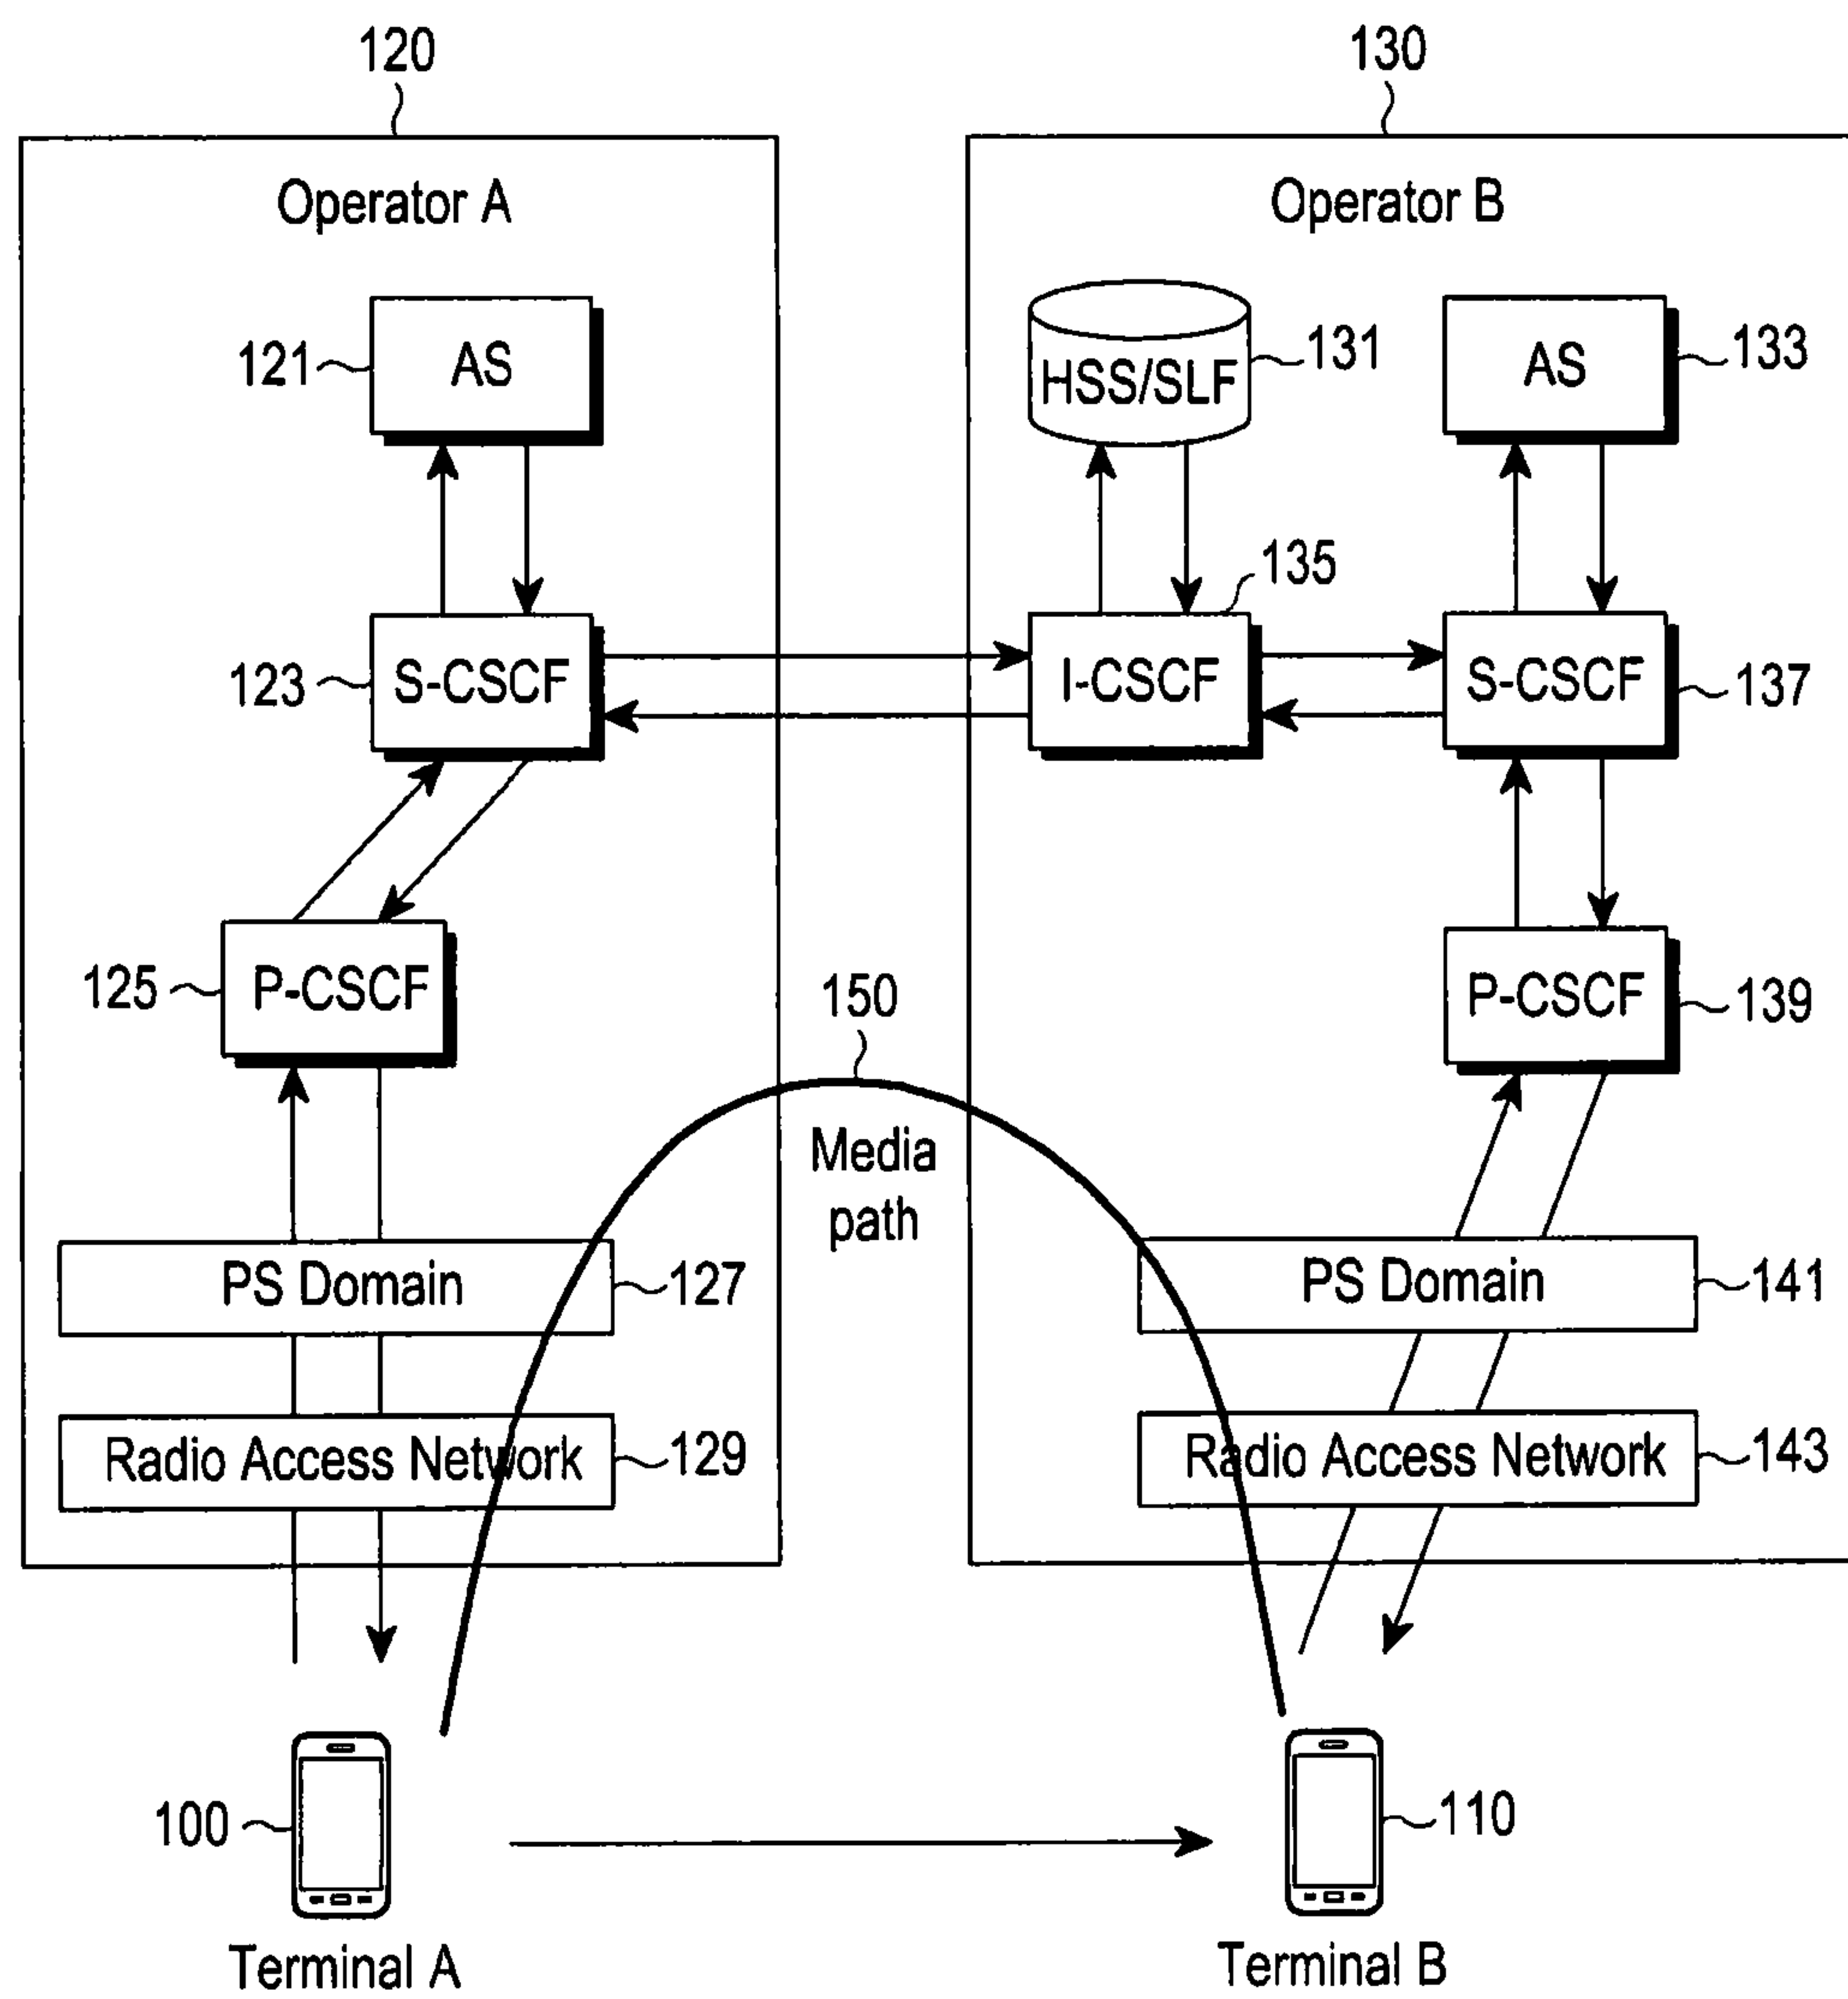 120
130
Operator A
Operator B
121
AS
HSS/SLF
131
AS
133
135
123
S-CSCF
I-CSCF
S-CSCF
137
125
P-CSCF
150
P-CSCF
139
Media
path
PS Domain
127
PS Domain
141
Radio Access Network
129
Radio Access Network
143
100
110
Terminal A
Terminal B